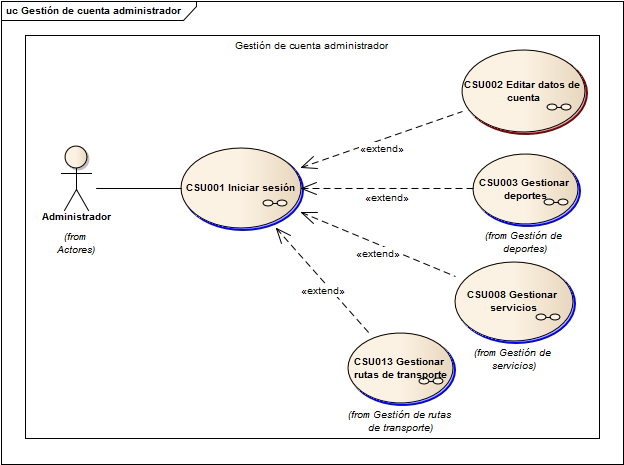 uc Gestión de cuenta administrador
Gestión de cuenta administrador
CSU002 Editar datos de
cuenta
«extend»
CSU001 Iniciar sesión
CSU003 Gestionar
deportes
«extend»
(from Gestión de
deportes)
Administrador
(from
Actores)
«extend»
CSU008 Gestionar
servicios
«extend»
(from Gestión de
servicios)
CSU013 Gestionar
rutas de transporte
(from Gestión de rutas
de transporte)